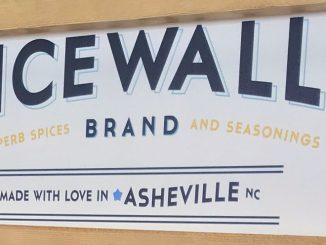 ICEWALL
PERB SPICES BRAND AND SEASONINGS
MADE WITH LOVE IN ASHEVILLE NC